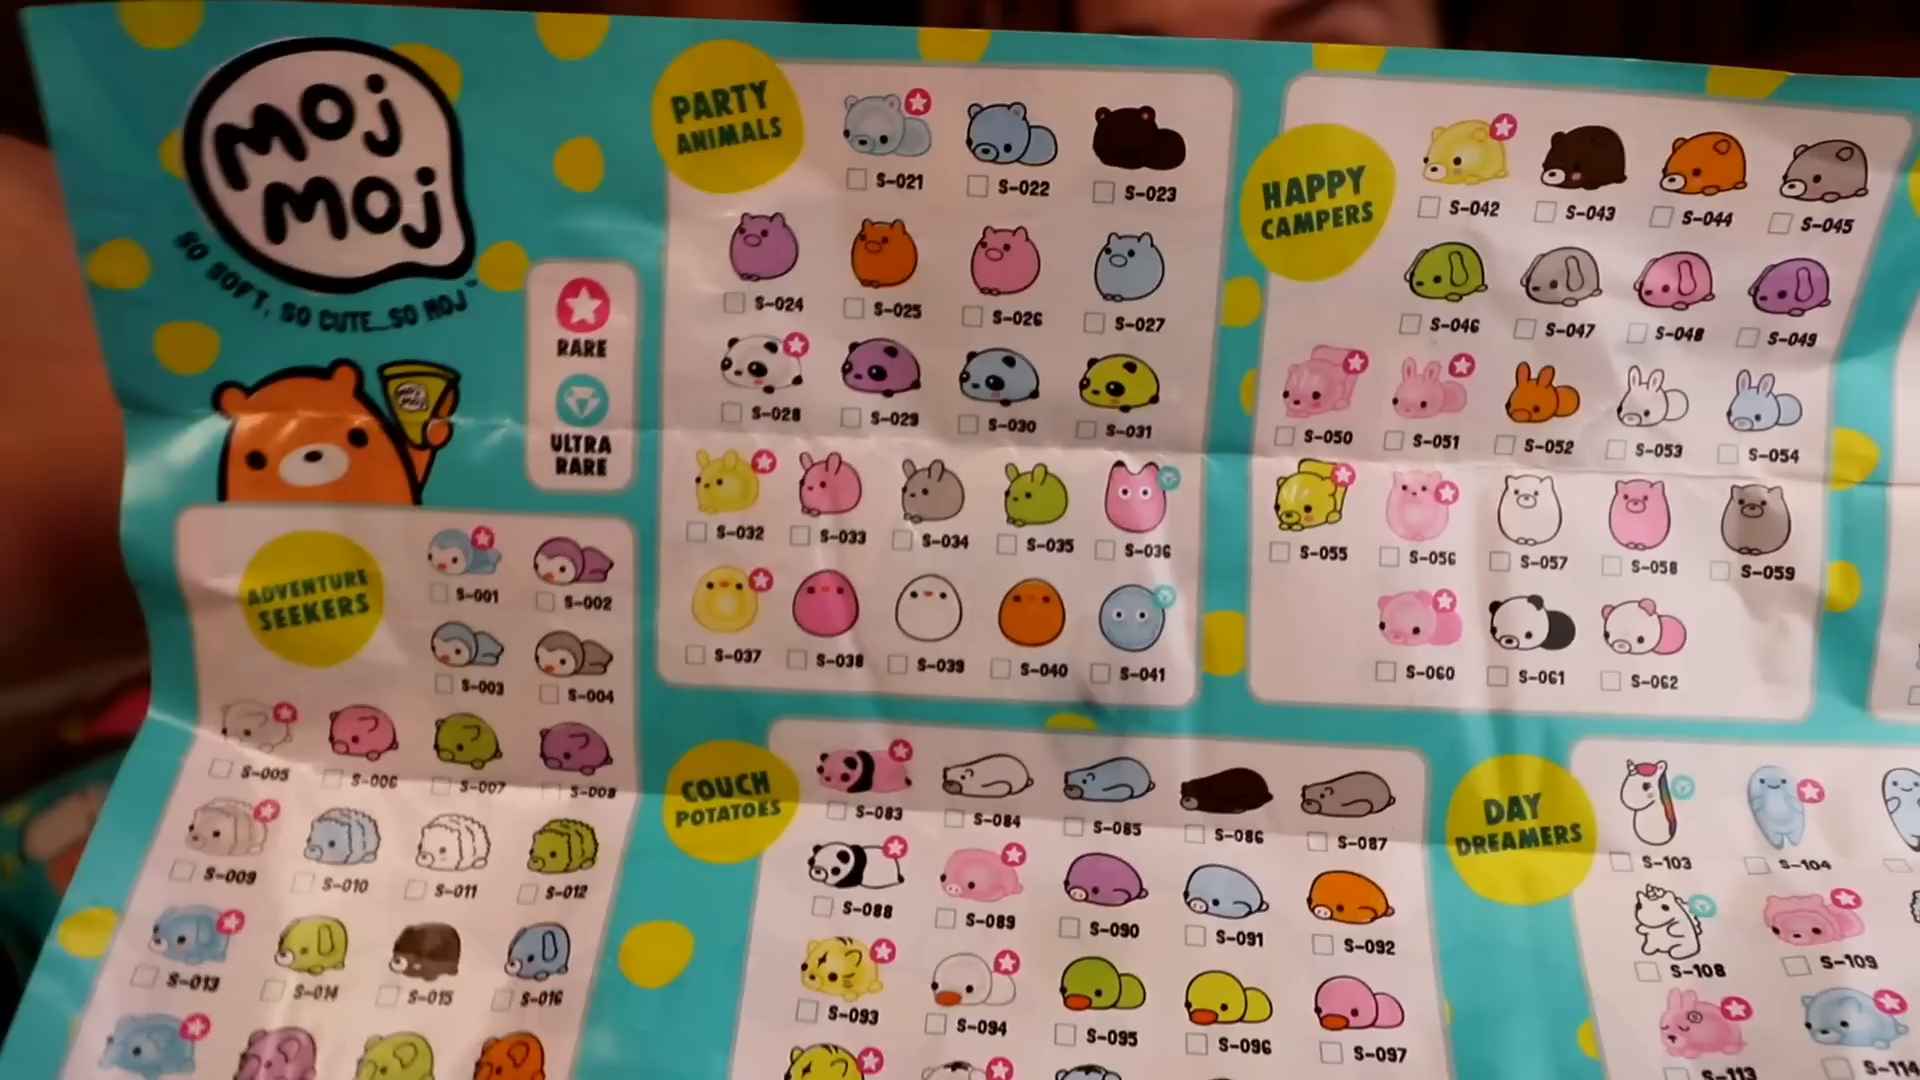 MOJ
MOJ
SO SOFT, SO CUTE...SO MOJ™
RARE
ULTRA
RARE
ADVENTURE
SEEKERS
S-001 S-002
S-003 S-004
S-005 S-006 S-007 S-008
S-009 S-010 S-011 S-012
S-013 S-014 S-015 S-016
PARTY
ANIMALS
S-021 S-022 S-023
S-024 S-025 S-026 S-027
S-028 S-029 S-030 S-031
S-032 S-033 S-034 S-035 S-036
S-037 S-038 S-039 S-040 S-041
HAPPY
CAMPERS
S-042 S-043 S-044 S-045
S-046 S-047 S-048 S-049
S-050 S-051 S-052 S-053 S-054
S-055 S-056 S-057 S-058 S-059
S-060 S-061 S-062
COUCH
POTATOES
S-083 S-084 S-085 S-086 S-087
S-088 S-089 S-090 S-091 S-092
S-093 S-094 S-095 S-096 S-097
DAY
DREAMERS
S-103 S-104
S-108 S-109
S-113 S-114